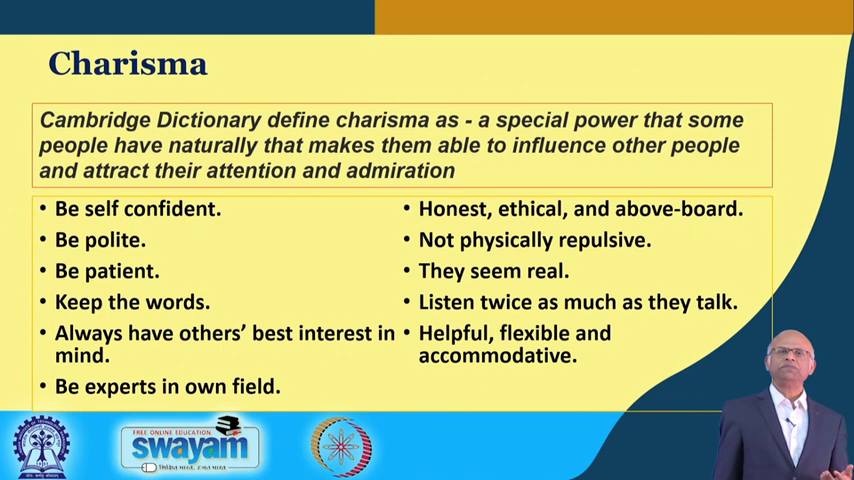 Charisma
Cambridge Dictionary define charisma as - a special power that some
people have naturally that makes them able to influence other people
and attract their attention and admiration
• Be self confident.
• Be polite.
• Be patient.
• Keep the words.
• Always have others’ best interest in
mind.
• Be experts in own field.
• Honest, ethical, and above-board.
• Not physically repulsive.
• They seem real.
• Listen twice as much as they talk.
• Helpful, flexible and
accommodative.
FREE ONLINE EDUCATION
swayam